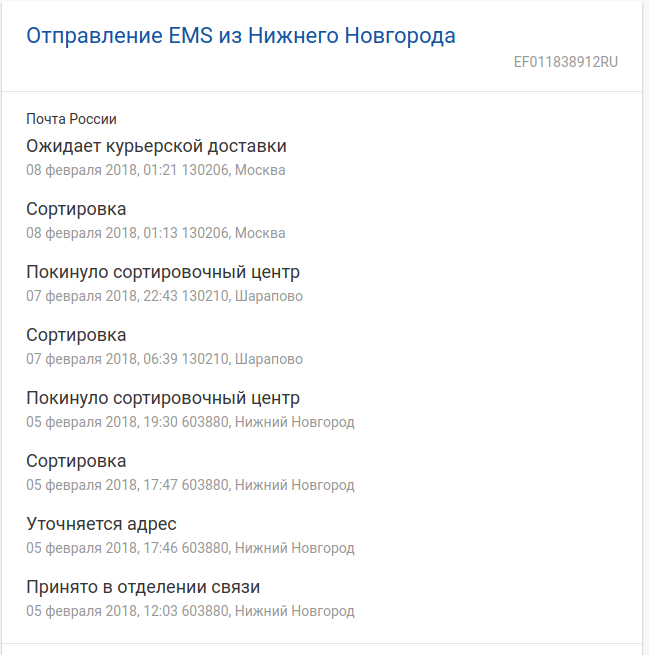 Отправление EMS из Нижнего Новгорода
EF011838912RU
Почта России
Ожидает курьерской доставки
08 февраля 2018, 01:21 130206, Москва
Сортировка
08 февраля 2018, 01:13 130206, Москва
Покинуло сортировочный центр
07 февраля 2018, 22:43 130210, Шарапово
Сортировка
07 февраля 2018, 06:39 130210, Шарапово
Покинуло сортировочный центр
05 февраля 2018, 19:30 603880, Нижний Новгород
Сортировка
05 февраля 2018, 17:47 603880, Нижний Новгород
Уточняется адрес
05 февраля 2018, 17:46 603880, Нижний Новгород
Принято в отделении связи
05 февраля 2018, 12:03 603880, Нижний Новгород